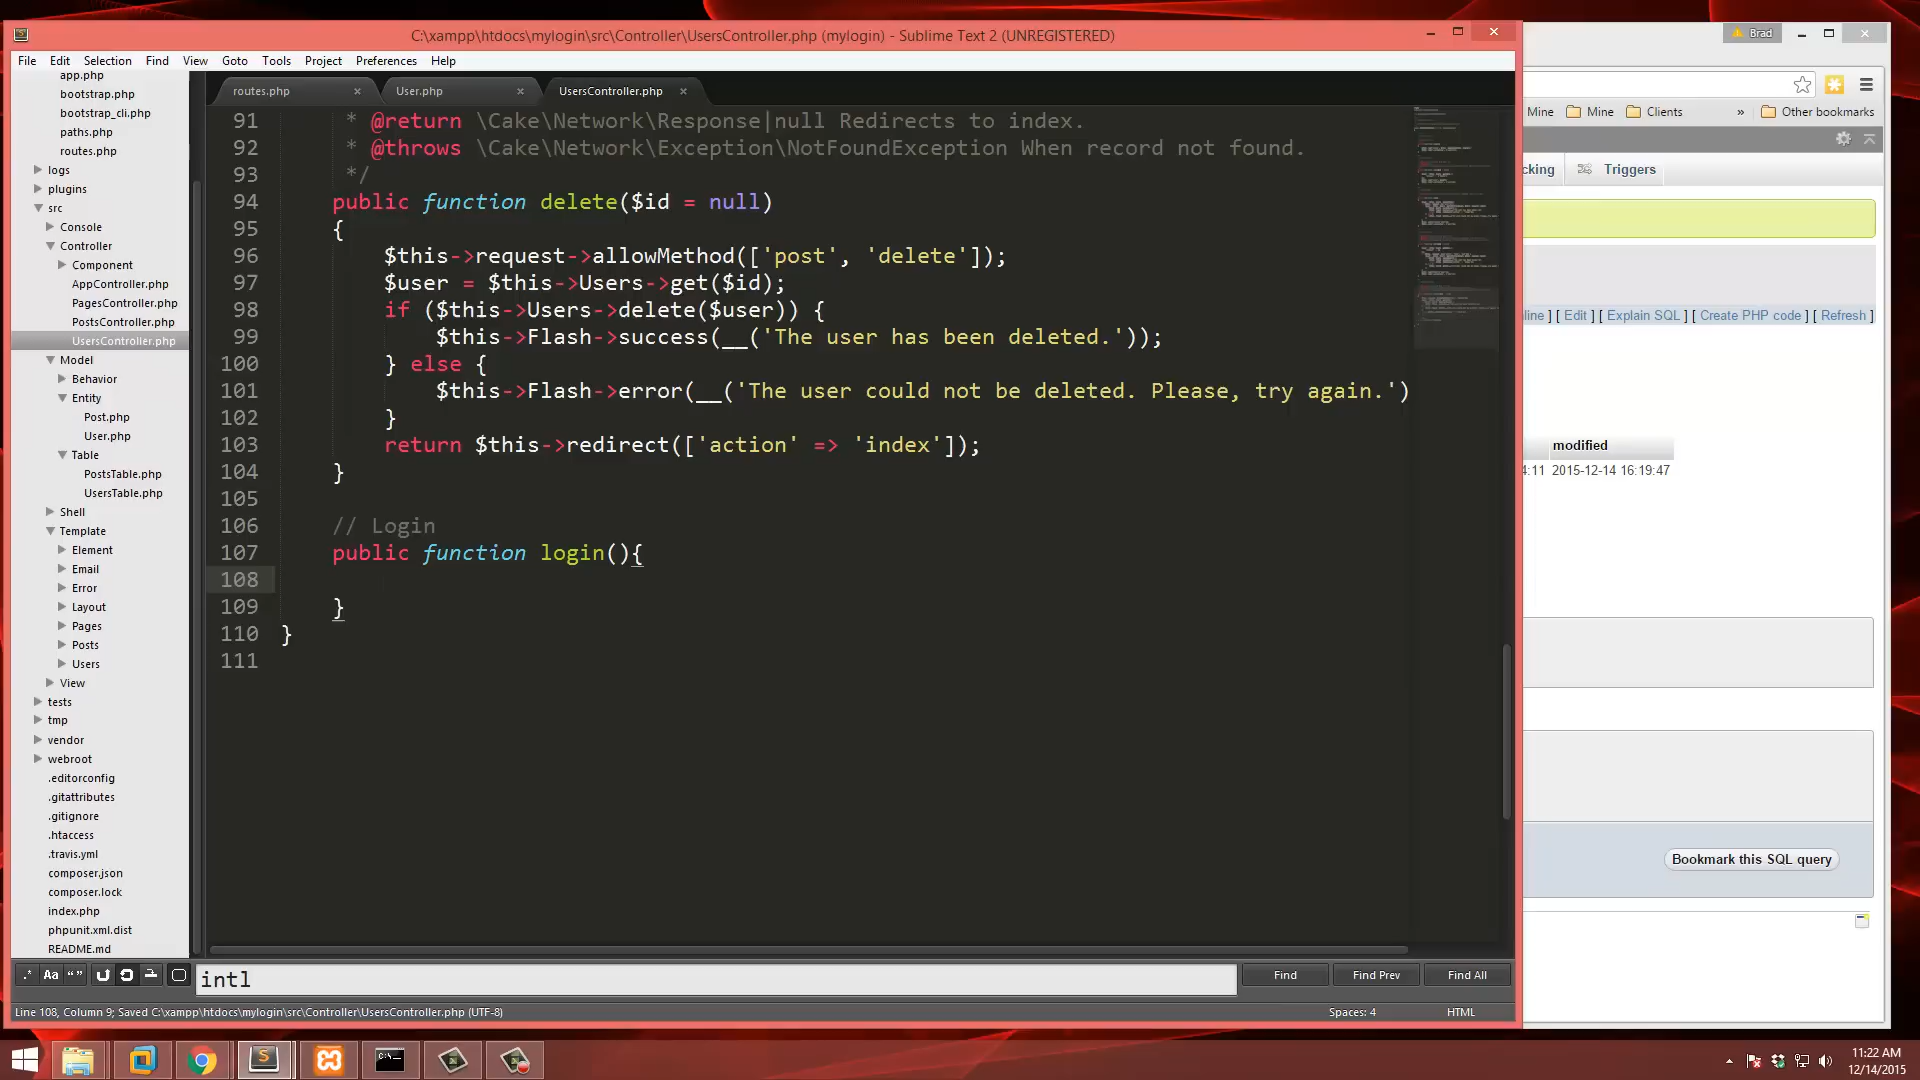 C:\xampp\htdocs\mylogin\src\Controller\UsersController.php (mylogin) - Sublime Text 2 (UNREGISTERED)
Brad
File Edit Selection Find View Goto Tools Project Preferences Help
Mine Mine Clients » Other bookmarks
routes.php × User.php × UsersController.php ×
cking Triggers
app.php
bootstrap.php
bootstrap_cli.php
paths.php
routes.php
logs
plugins
src
Console
Controller
Component
AppController.php
PagesController.php
PostsController.php
UsersController.php
Model
Behavior
Entity
Post.php
User.php
Table
PostsTable.php
UsersTable.php
Shell
Template
Element
Email
Error
Layout
Pages
Posts
Users
View
tests
tmp
vendor
webroot
.editorconfig
.gitattributes
.gitignore
.htaccess
.travis.yml
composer.json
composer.lock
index.php
phpunit.xml.dist
README.md
91 * @return \Cake\Network\Response|null Redirects to index.
92 * @throws \Cake\Network\Exception\NotFoundException When record not found.
93 */
94 public function delete($id = null)
95 {
96 $this->request->allowMethod(['post', 'delete']);
97 $user = $this->Users->get($id);
98 if ($this->Users->delete($user)) {
99 $this->Flash->success(__('The user has been deleted.'));
100 } else {
101 $this->Flash->error(__('The user could not be deleted. Please, try again.')
102 }
103 return $this->redirect(['action' => 'index']);
104 }
105
106 // Login
107 public function login(){
108
109 }
110 }
111
nline ] [ Edit ] [ Explain SQL ] [ Create PHP code ] [ Refresh ]
modified
4:11 2015-12-14 16:19:47
Bookmark this SQL query
.* Aa “” intl Find Find Prev Find All
Line 108, Column 9; Saved C:\xampp\htdocs\mylogin\src\Controller\UsersController.php (UTF-8) Spaces: 4 HTML
11:22 AM
12/14/2015